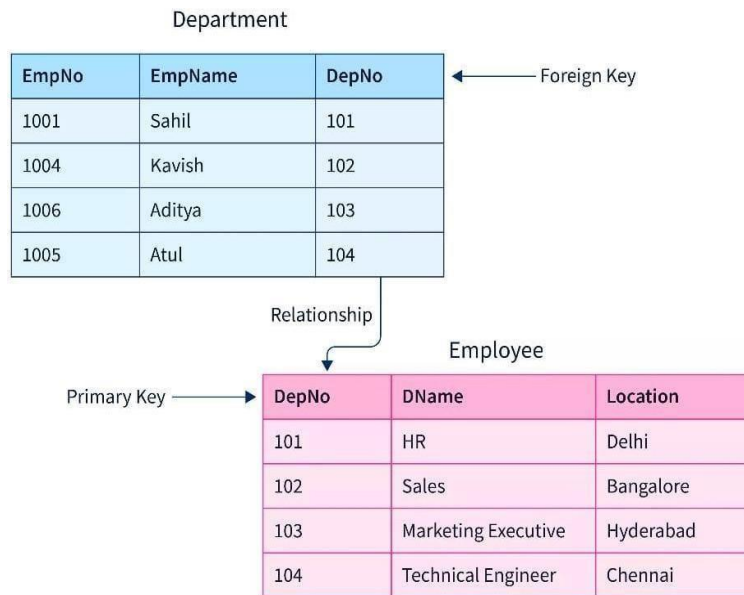 Department
EmpNo EmpName DepNo
Foreign Key
1001 Sahil 101
1004 Kavish 102
1006 Aditya 103
1005 Atul 104
Relationship
Employee
Primary Key
DepNo DName Location
101 HR Delhi
102 Sales Bangalore
103 Marketing Executive Hyderabad
104 Technical Engineer Chennai